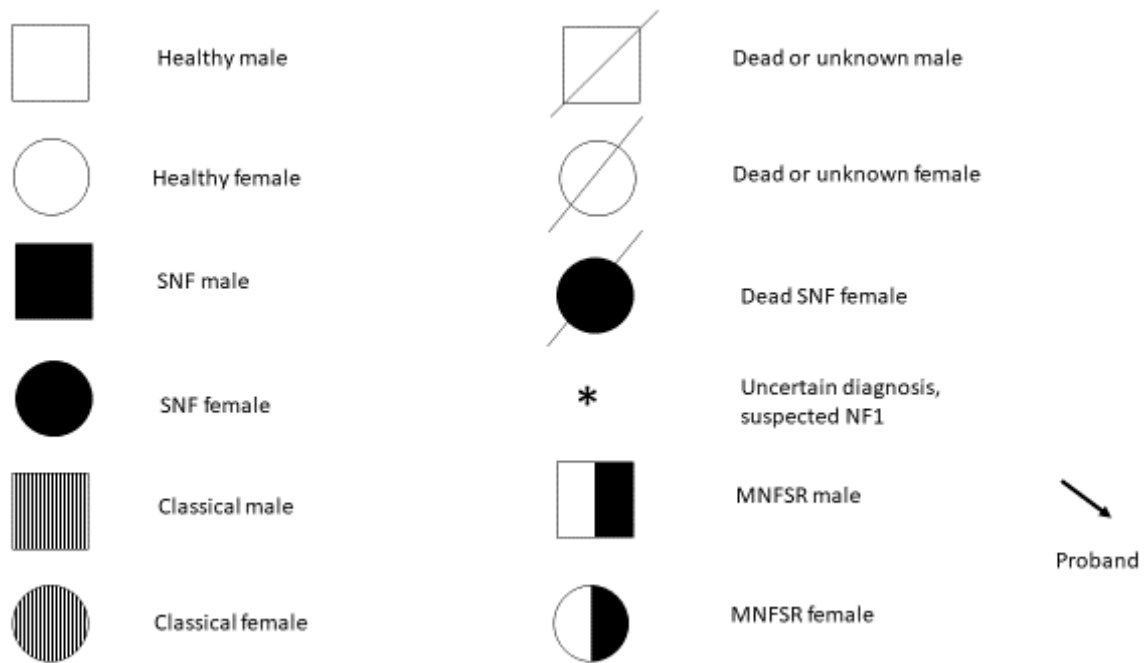 Healthy male
Healthy female
SNF male
SNF female
Classical male
Classical female
Dead or unknown male
Dead or unknown female
Dead SNF female
*
Uncertain diagnosis,
suspected NF1
MNFSR male
MNFSR female
Proband